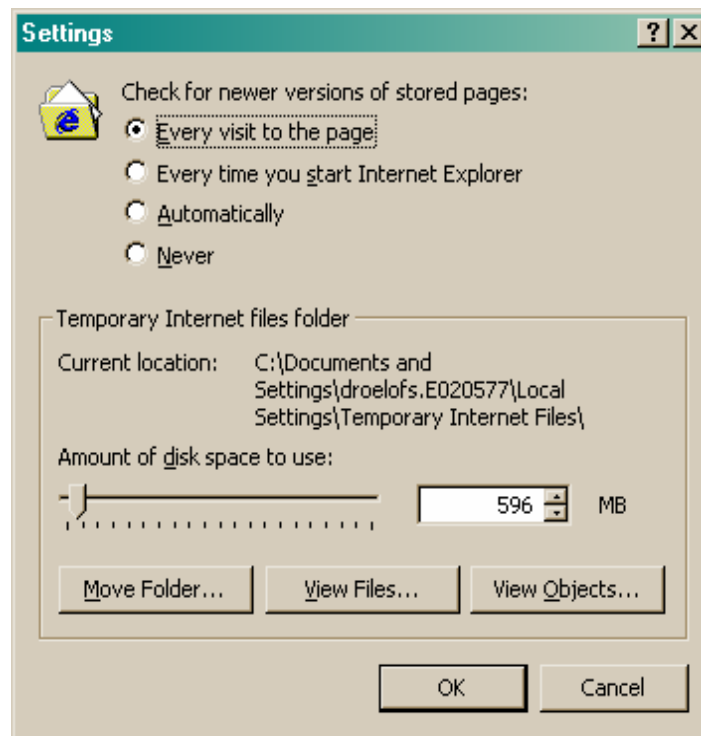 Settings
Check for newer versions of stored pages:
Every visit to the page
Every time you start Internet Explorer
Automatically
Never
Temporary Internet files folder
Current location: C:\Documents and
Settings\droelofs.E020577\Local
Settings\Temporary Internet Files\
Amount of disk space to use:
596 MB
Move Folder... View Files... View Objects...
OK Cancel